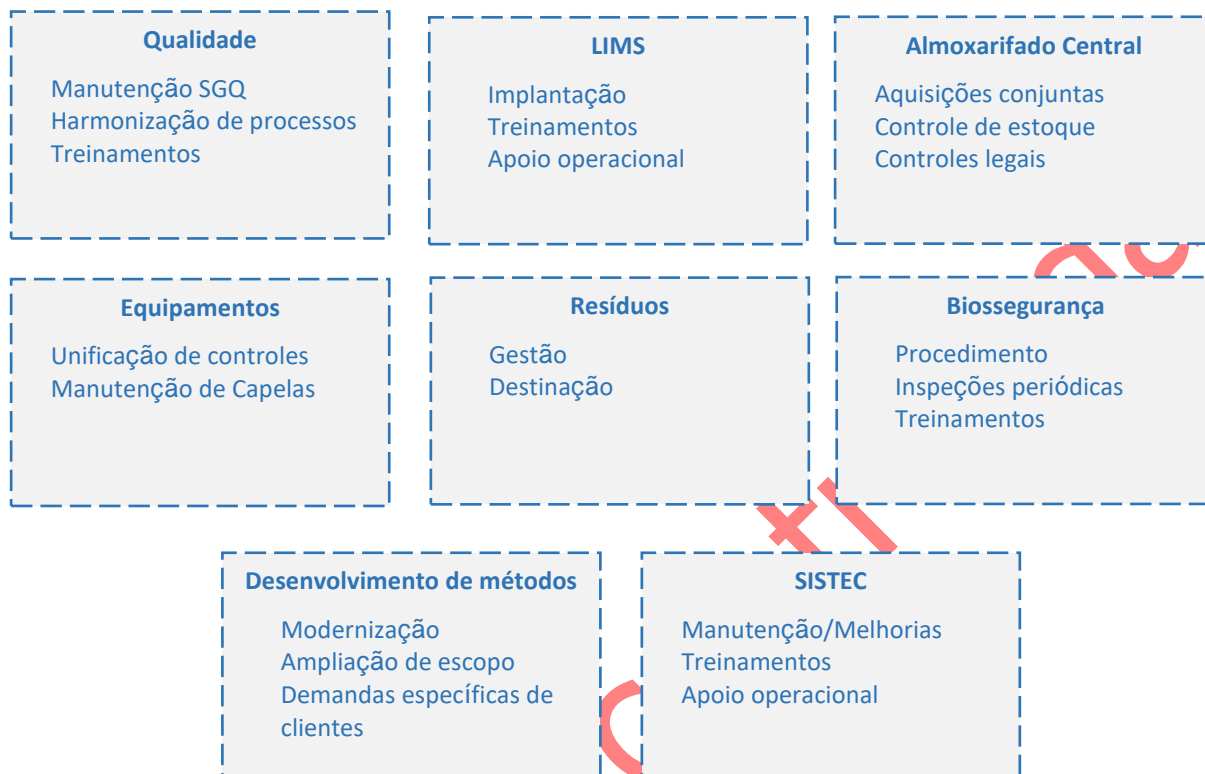 Qualidade
Manutenção SGQ
Harmonização de processos
Treinamentos
LIMS
Implantação
Treinamentos
Apoio operacional
Almoxarifado Central
Aquisições conjuntas
Controle de estoque
Controles legais
Equipamentos
Unificação de controles
Manutenção de Capelas
Resíduos
Gestão
Destinação
Biossegurança
Procedimento
Inspeções periódicas
Treinamentos
Desenvolvimento de métodos
Modernização
Ampliação de escopo
Demandas específicas de
clientes
SISTEC
Manutenção/Melhorias
Treinamentos
Apoio operacional